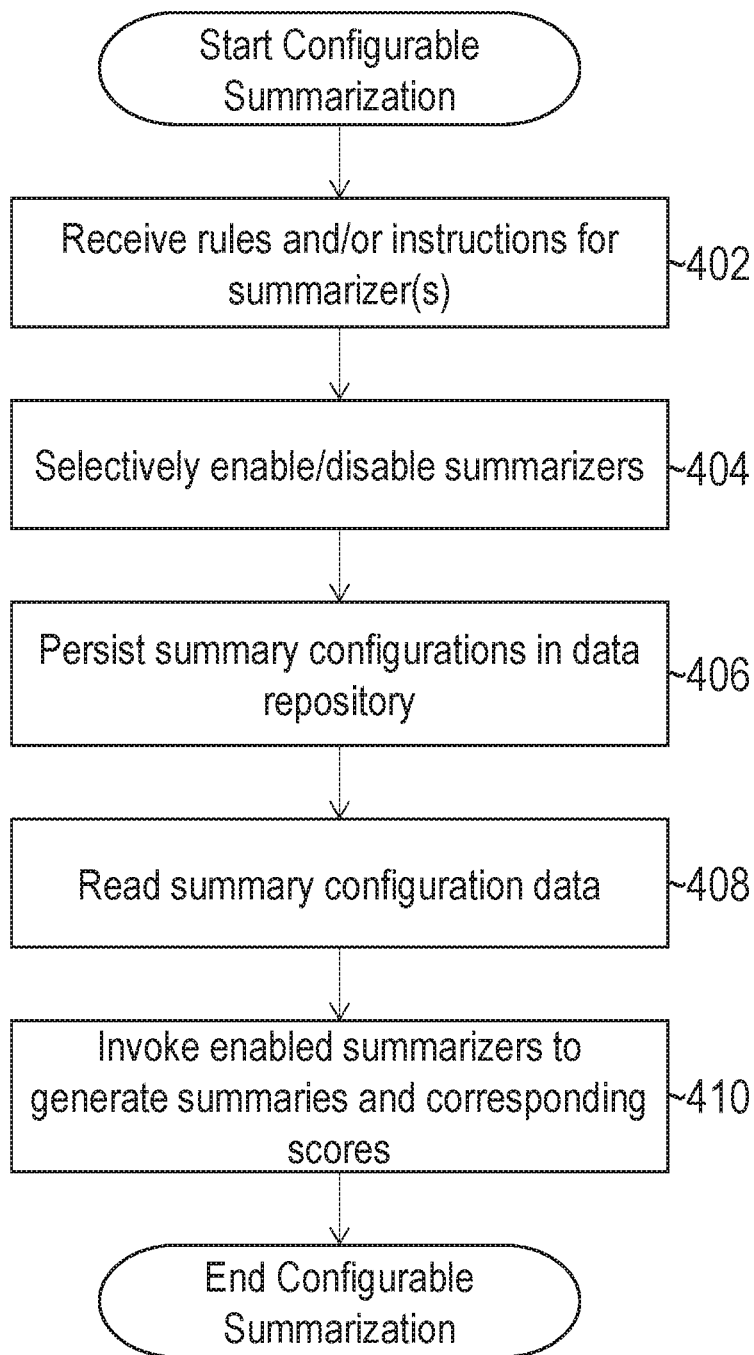 Start Configurable
Summarization
Receive rules and/or instructions for
summarizer(s)
~402
Selectively enable/disable summarizers
~404
Persist summary configurations in data
repository
~406
Read summary configuration data
~408
Invoke enabled summarizers to
generate summaries and corresponding
scores
~410
End Configurable
Summarization